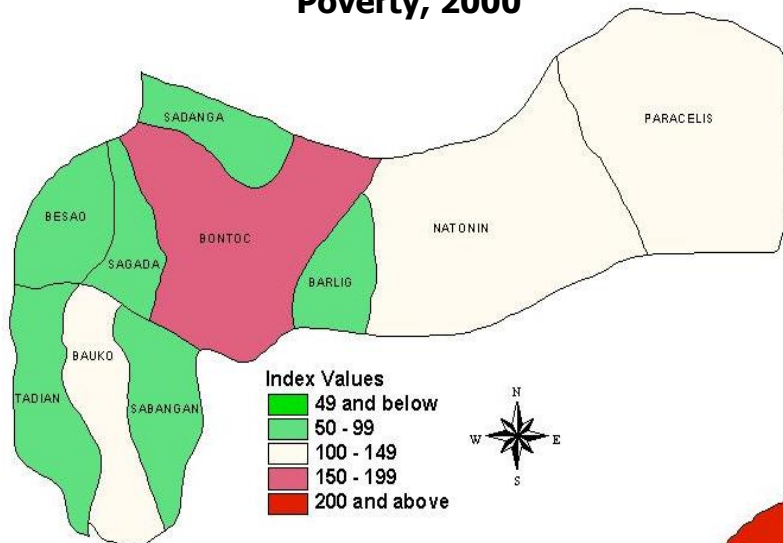 Poverty, 2000
SADANGA
PARACELIS
BESAO
BONTOC
NATONIN
SAGADA
BARLIG
BAUKO
TADIAN
SABANGAN
Index Values
49 and below
50 - 99
100 - 149
150 - 199
200 and above
N
W E
S